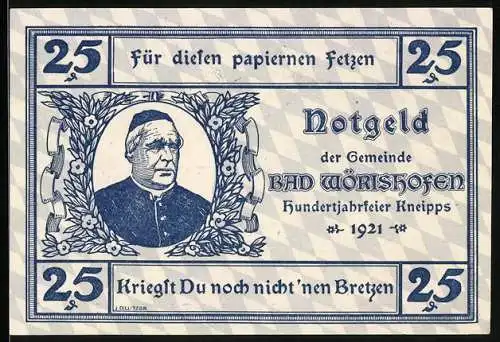 25 Für diesen papiernen Fetzen 25
Notgeld
der Gemeinde
BAD WÖRISHOFEN
Hundertjahrfeier Kneipps
1921
25 Kriegst Du noch nicht 'nen Bretzen 25